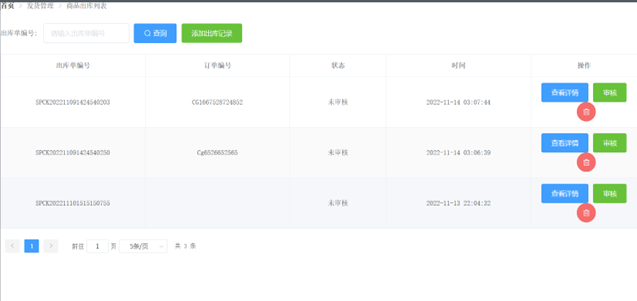 首页 > 发货管理 > 商品出库列表
出库单编号： 请输入出库单编号 查询 添加出库记录
出库单编号 订单编号 状态 时间 操作
SPCK202211091424540203 CG1667528724852 未审核 2022-11-14 03:07:44 查看详情 审核
SPCK202211091424540250 Cg6526652565 未审核 2022-11-14 03:06:39 查看详情 审核
SPCK202211101515150755 未审核 2022-11-13 22:04:32 查看详情 审核
1 前往 1 页 5条/页 共 3 条